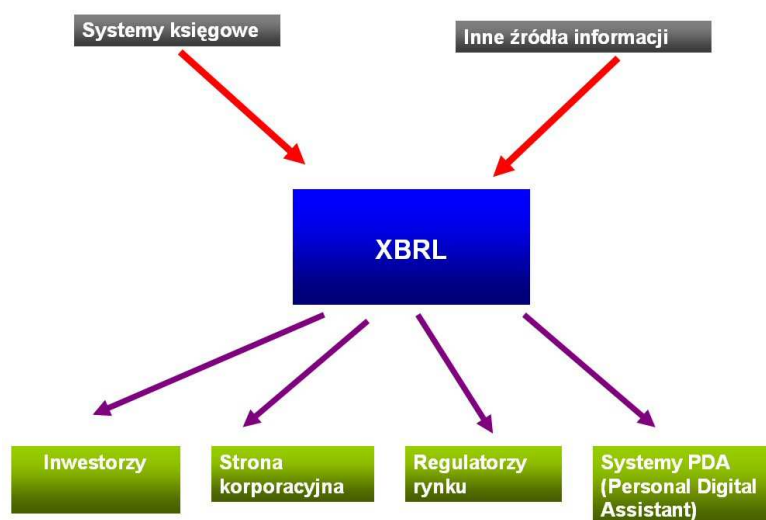 Systemy księgowe
Inne źródła informacji
XBRL
Inwestorzy
Strona
korporacyjna
Regulatorzy
rynku
Systemy PDA
(Personal Digital
Assistant)